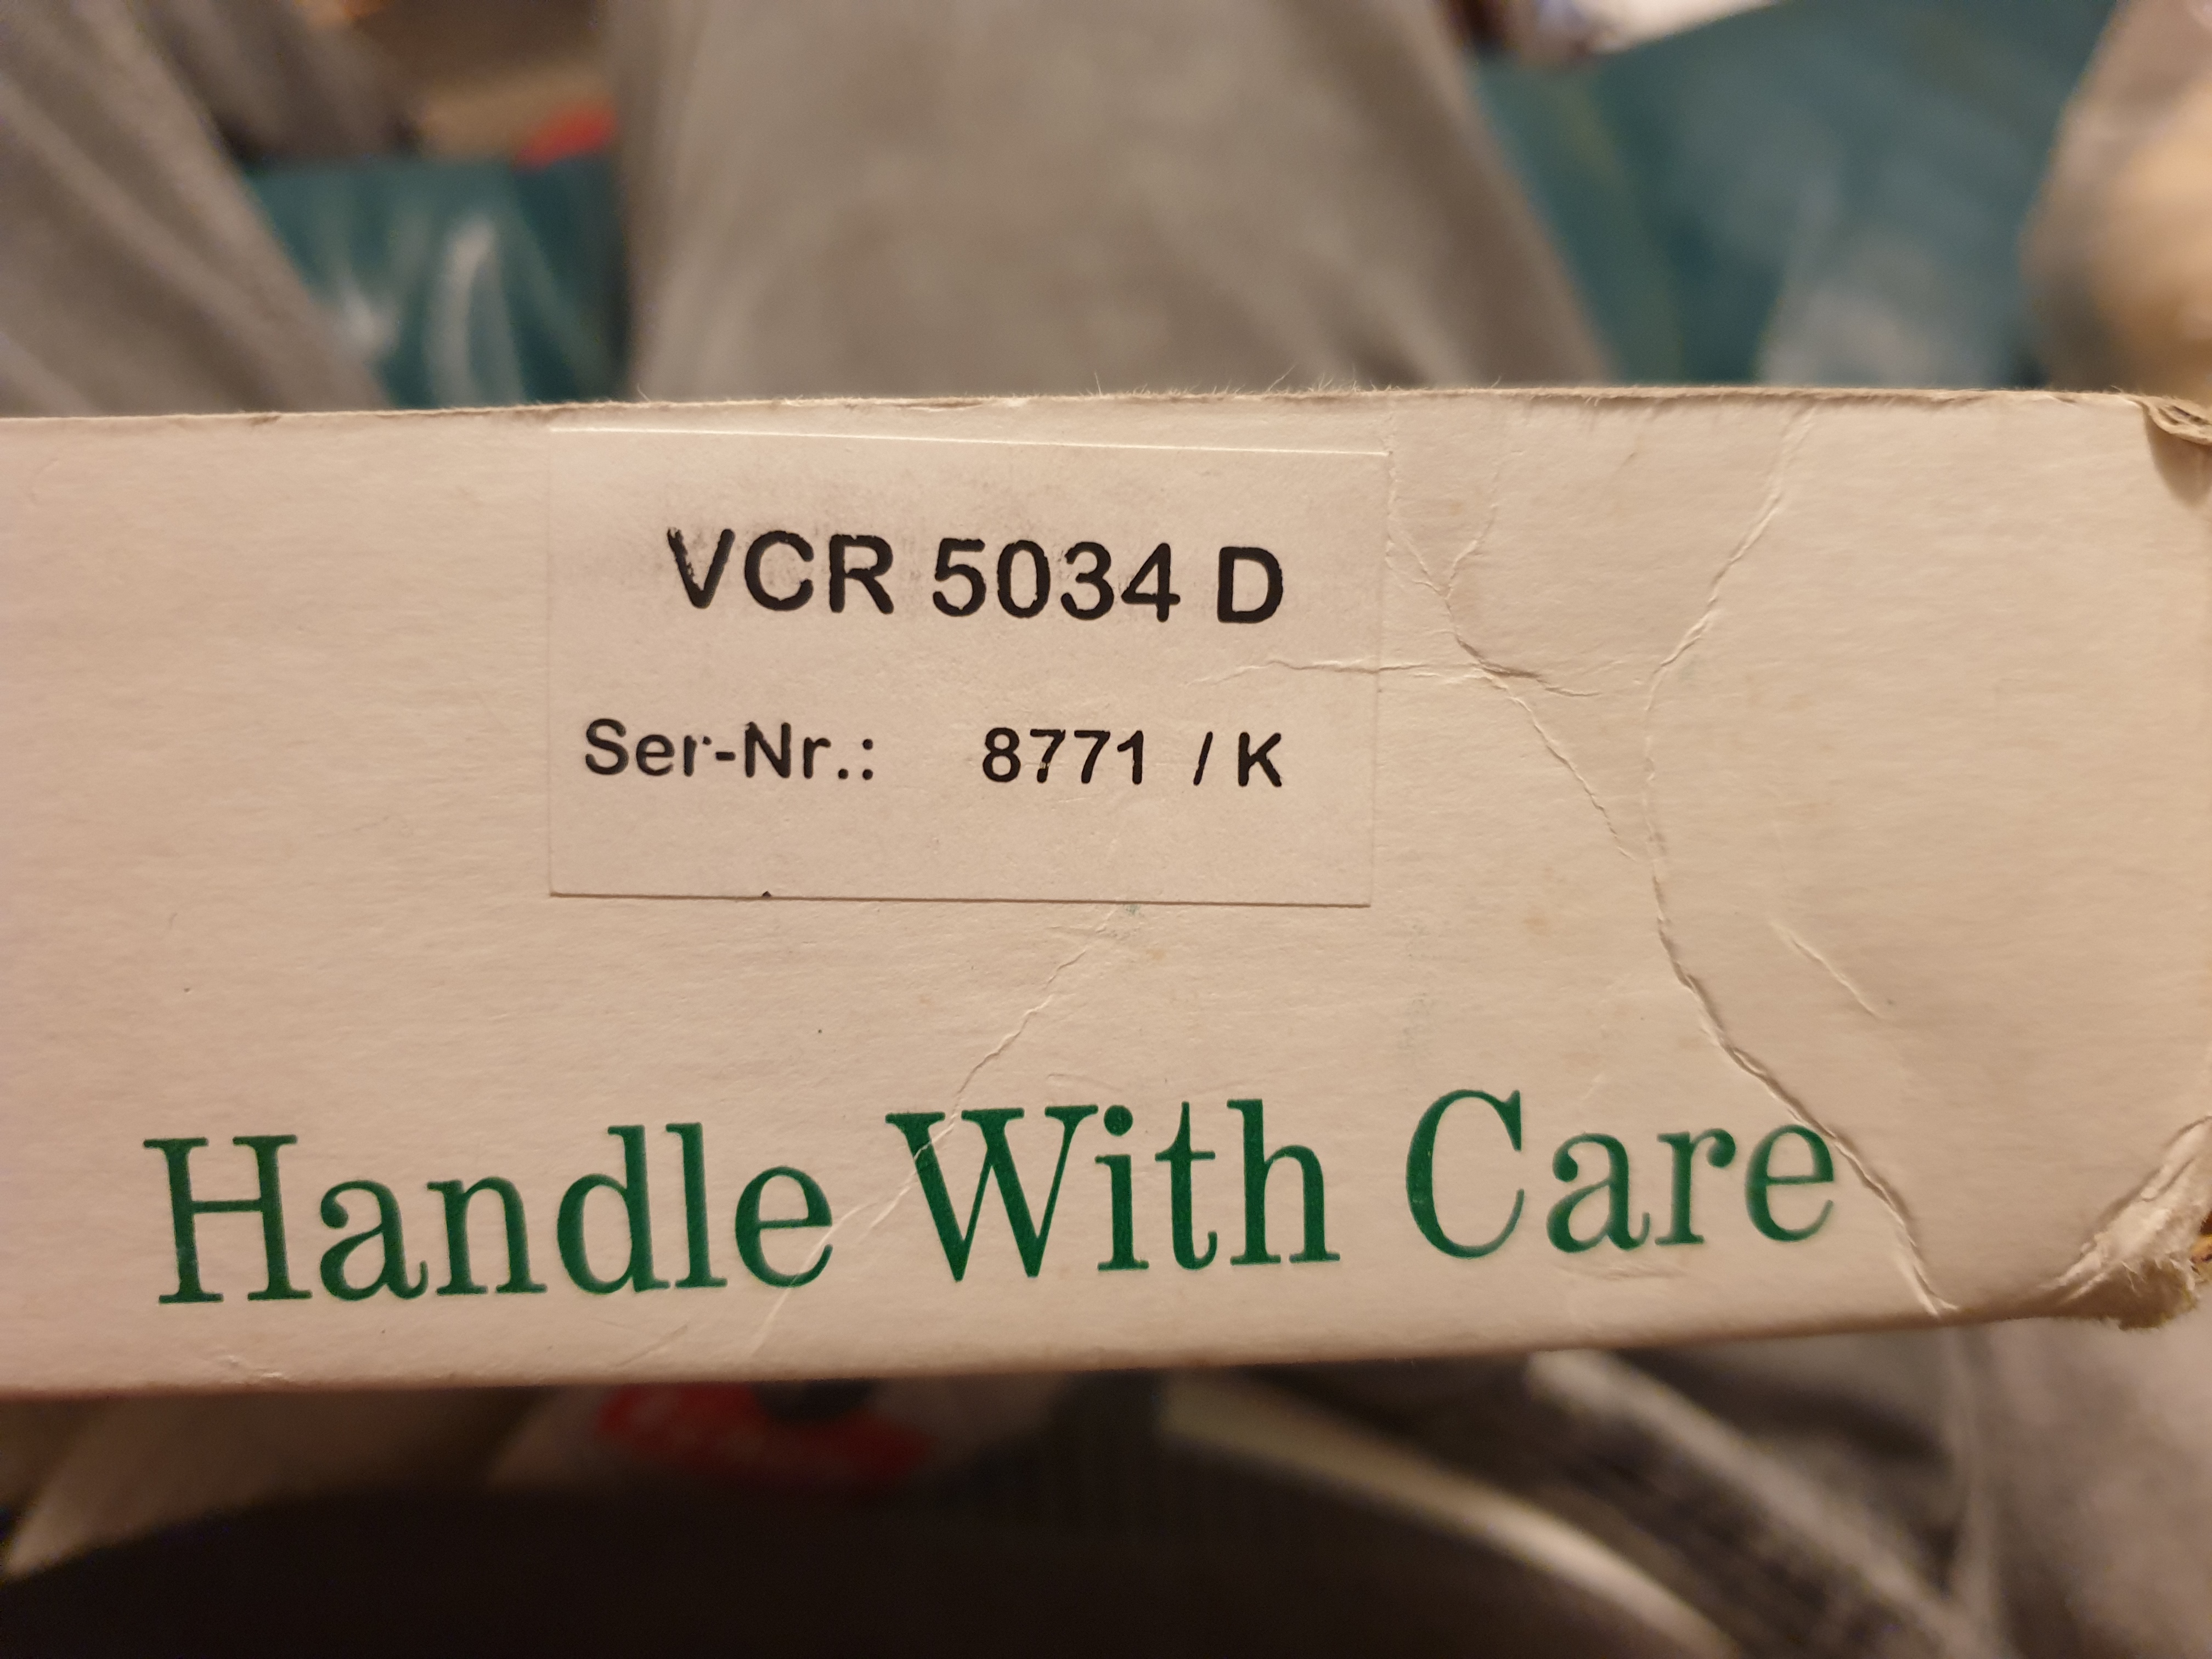 VCR 5034 D
Ser-Nr.: 8771 / K
Handle With Care